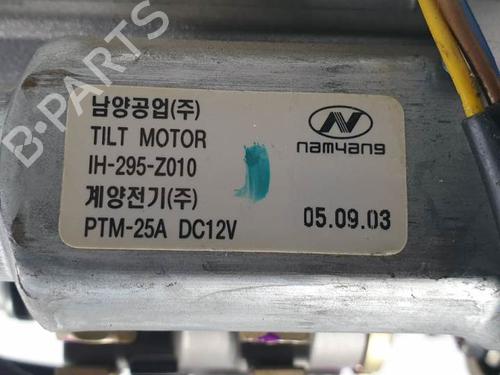 B-PARTS
남양공업(주)
TILT MOTOR
IH-295-Z010
계양전기(주)
PTM-25A DC12V
namyang
05.09.03